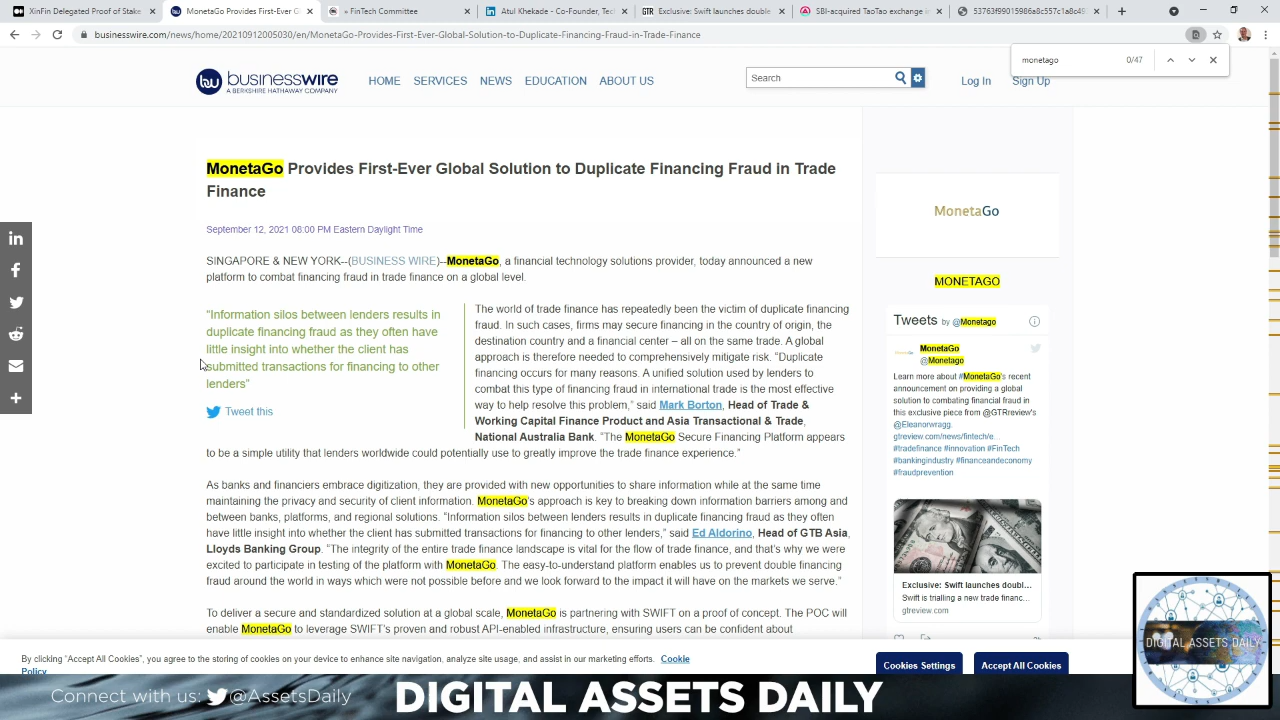 XinFin Delegated Proof of Stake
MonetaGo Provides First-Ever Gl
» FinTech Committee
Atul Khekade - Co-Founder,
Exclusive: Swift launches double
SBI-acquired
5763f99015994ec5c557c1a8c49
businesswire.com/news/home/20210912005030/en/MonetaGo-Provides-First-Ever-Global-Solution-to-Duplicate-Financing-Fraud-in-Trade-Finance
monetago 0/47
businesswire
A BERKSHIRE HATHAWAY COMPANY
HOME SERVICES NEWS EDUCATION ABOUT US
Search
Log In Sign Up
MonetaGo Provides First-Ever Global Solution to Duplicate Financing Fraud in Trade
Finance
September 12, 2021 08:00 PM Eastern Daylight Time
SINGAPORE & NEW YORK--(BUSINESS WIRE)--MonetaGo, a financial technology solutions provider, today announced a new
platform to combat financing fraud in trade finance on a global level.
"Information silos between lenders results in
duplicate financing fraud as they often have
little insight into whether the client has
submitted transactions for financing to other
lenders"
Tweet this
The world of trade finance has repeatedly been the victim of duplicate financing
fraud. In such cases, firms may secure financing in the country of origin, the
destination country and a financial center – all on the same trade. A global
approach is therefore needed to comprehensively mitigate risk. "Duplicate
financing occurs for many reasons. A unified solution used by lenders to
combat this type of financing fraud in international trade is the most effective
way to help resolve this problem," said Mark Borton, Head of Trade &
Working Capital Finance Product and Asia Transactional & Trade,
National Australia Bank. "The MonetaGo Secure Financing Platform appears
to be a simple utility that lenders worldwide could potentially use to greatly improve the trade finance experience."
As banks and financiers embrace digitization, they are provided with new opportunities to share information while at the same time
maintaining the privacy and security of client information. MonetaGo's approach is key to breaking down information barriers among and
between banks, platforms, and regional solutions. "Information silos between lenders results in duplicate financing fraud as they often
have little insight into whether the client has submitted transactions for financing to other lenders," said Ed Aldorino, Head of GTB Asia,
Lloyds Banking Group. "The integrity of the entire trade finance landscape is vital for the flow of trade finance, and that's why we were
excited to participate in testing of the platform with MonetaGo. The easy-to-understand platform enables us to prevent double financing
fraud around the world in ways which were not possible before and we look forward to the impact it will have on the markets we serve."
To deliver a secure and standardized solution at a global scale, MonetaGo is partnering with SWIFT on a proof of concept. The POC will
enable MonetaGo to leverage SWIFT's proven and robust API-enabled infrastructure, ensuring users can be confident about
MonetaGo
MONETAGO
Tweets by @Monetago
MonetaGo
@Monetago
Learn more about #MonetaGo's recent
announcement on providing a global
solution to combating financial fraud in
this exclusive piece from @GTRreview's
@Eleanorwragg.
gtreview.com/news/fintech/e…
#tradefinance #innovation #FinTech
#bankingindustry #financeandeconomy
#fraudprevention
Exclusive: Swift launches doubl…
Swift is trialling a new trade financ…
gtreview.com
By clicking "Accept All Cookies", you agree to the storing of cookies on your device to enhance site navigation, analyze site usage, and assist in our marketing efforts. Cookie
Policy
Cookies Settings
Accept All Cookies
Connect with us: @AssetsDaily
DIGITAL ASSETS DAILY
DIGITAL ASSETS DAILY